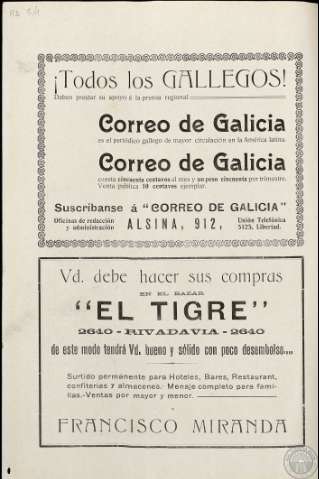 ¡Todos los GALLEGOS!
Deben prestar su apoyo á la prensa regional
Correo de Galicia
es el periódico gallego de mayor circulación en la América latina.
Correo de Galicia
cuesta cincuenta centavos al mes y un peso cincuenta por trimestre.
Venta pública 10 centavos ejemplar.
Suscríbanse á "CORREO DE GALICIA"
Oficinas de redacción y administración ALSINA, 912, Unión Telefónica 5125, Libertad.
Vd. debe hacer sus compras
EN EL BAZAR
"EL TIGRE"
2640 - RIVADAVIA - 2640
de este modo tendrá Vd. bueno y sólido con poco desembolso....
Surtido permanente para Hoteles, Bares, Restaurant,
confiterías y almacenes. Menaje completo para fami-
lias.-Ventas por mayor y menor.
FRANCISCO MIRANDA